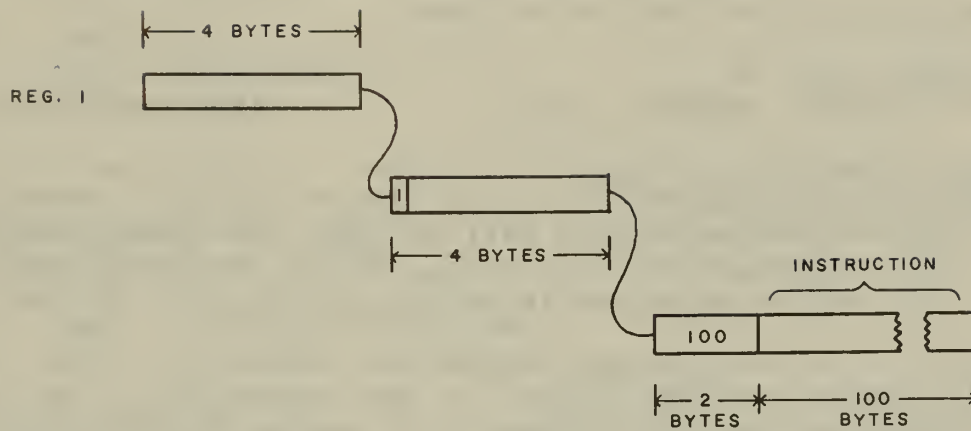 4 BYTES
REG. 1
1
4 BYTES
INSTRUCTION
100
2
BYTES
100
BYTES